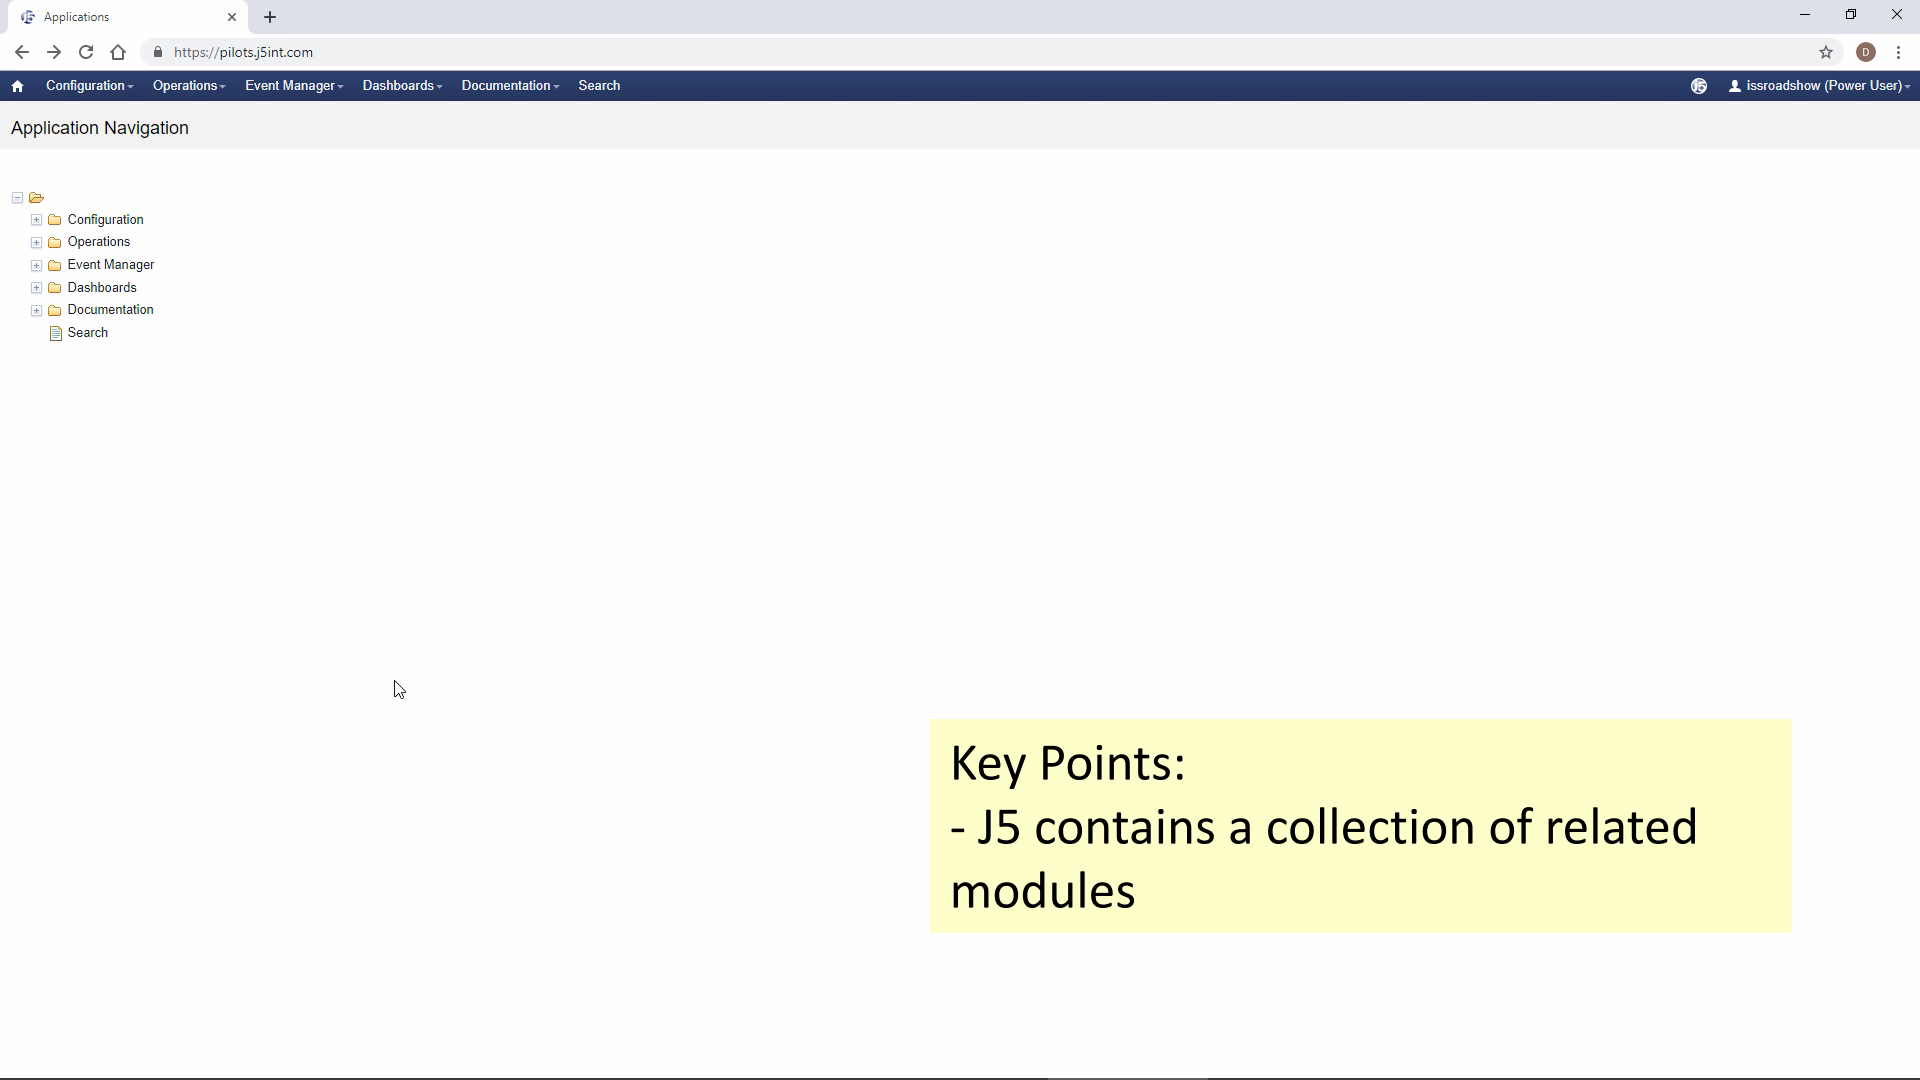 Applications
https://pilots.j5int.com
D
Configuration Operations Event Manager Dashboards Documentation Search
j5 issroadshow (Power User)
Application Navigation
Configuration
Operations
Event Manager
Dashboards
Documentation
Search
Key Points:
- J5 contains a collection of related
modules